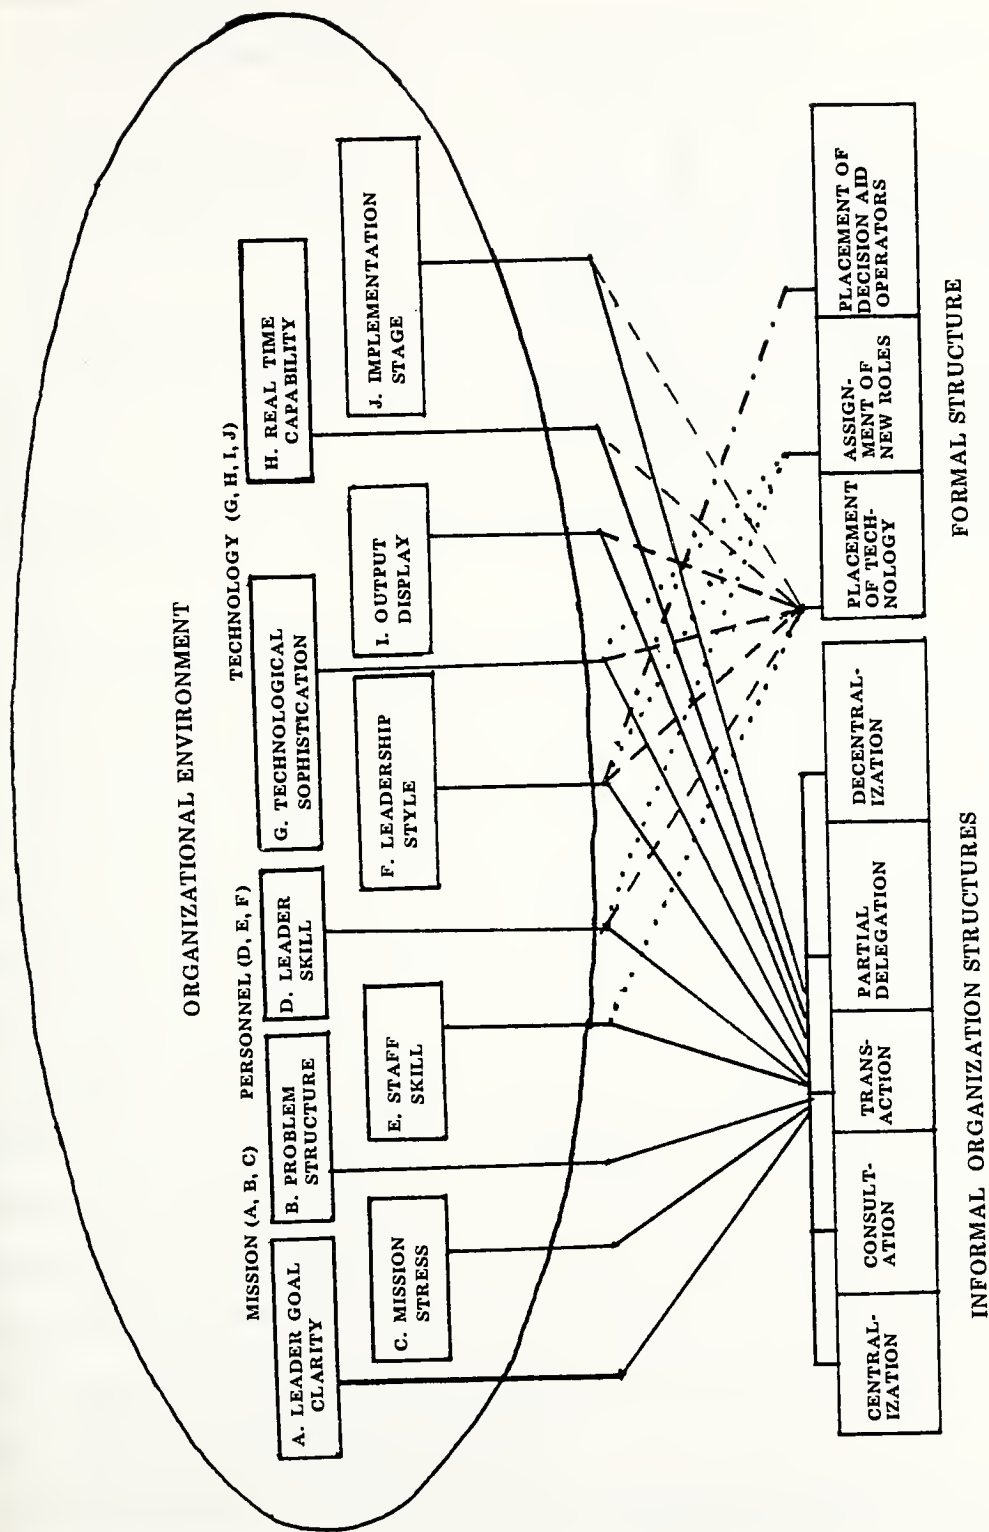 ORGANIZATIONAL ENVIRONMENT
MISSION (A, B, C)
PERSONNEL (D, E, F)
TECHNOLOGY (G, H, I, J)
A. LEADER GOAL
CLARITY
B. PROBLEM
STRUCTURE
D. LEADER
SKILL
G. TECHNOLOGICAL
SOPHISTICATION
H. REAL TIME
CAPABILITY
C. MISSION
STRESS
E. STAFF
SKILL
F. LEADERSHIP
STYLE
I. OUTPUT
DISPLAY
J. IMPLEMENTATION
STAGE
CENTRAL-
IZATION
CONSULT-
ATION
TRANS-
ACTION
PARTIAL
DELEGATION
DECENTRAL-
IZATION
PLACEMENT
OF TECH-
NOLOGY
ASSIGN-
MENT OF
NEW ROLES
PLACEMENT OF
DECISION AID
OPERATORS
INFORMAL ORGANIZATION STRUCTURES
FORMAL STRUCTURE